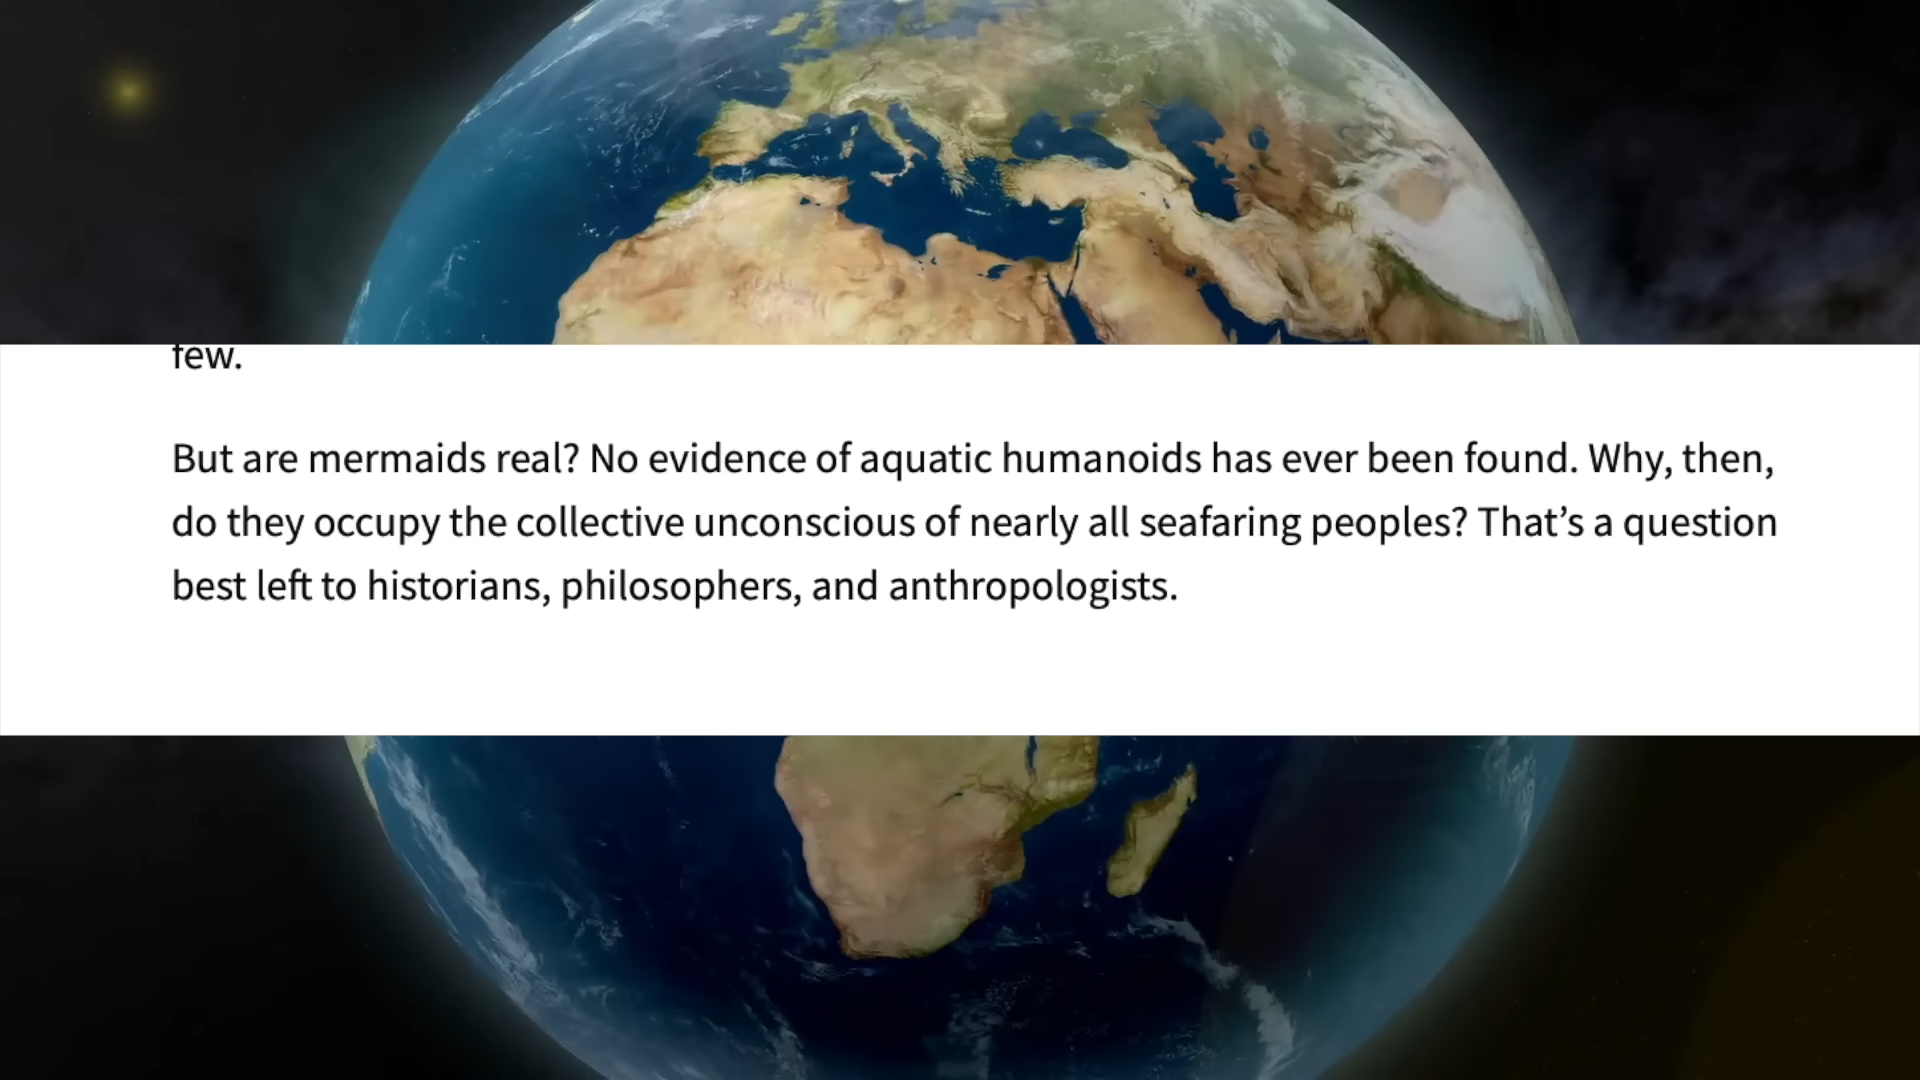 few.
But are mermaids real? No evidence of aquatic humanoids has ever been found. Why, then,
do they occupy the collective unconscious of nearly all seafaring peoples? That’s a question
best left to historians, philosophers, and anthropologists.